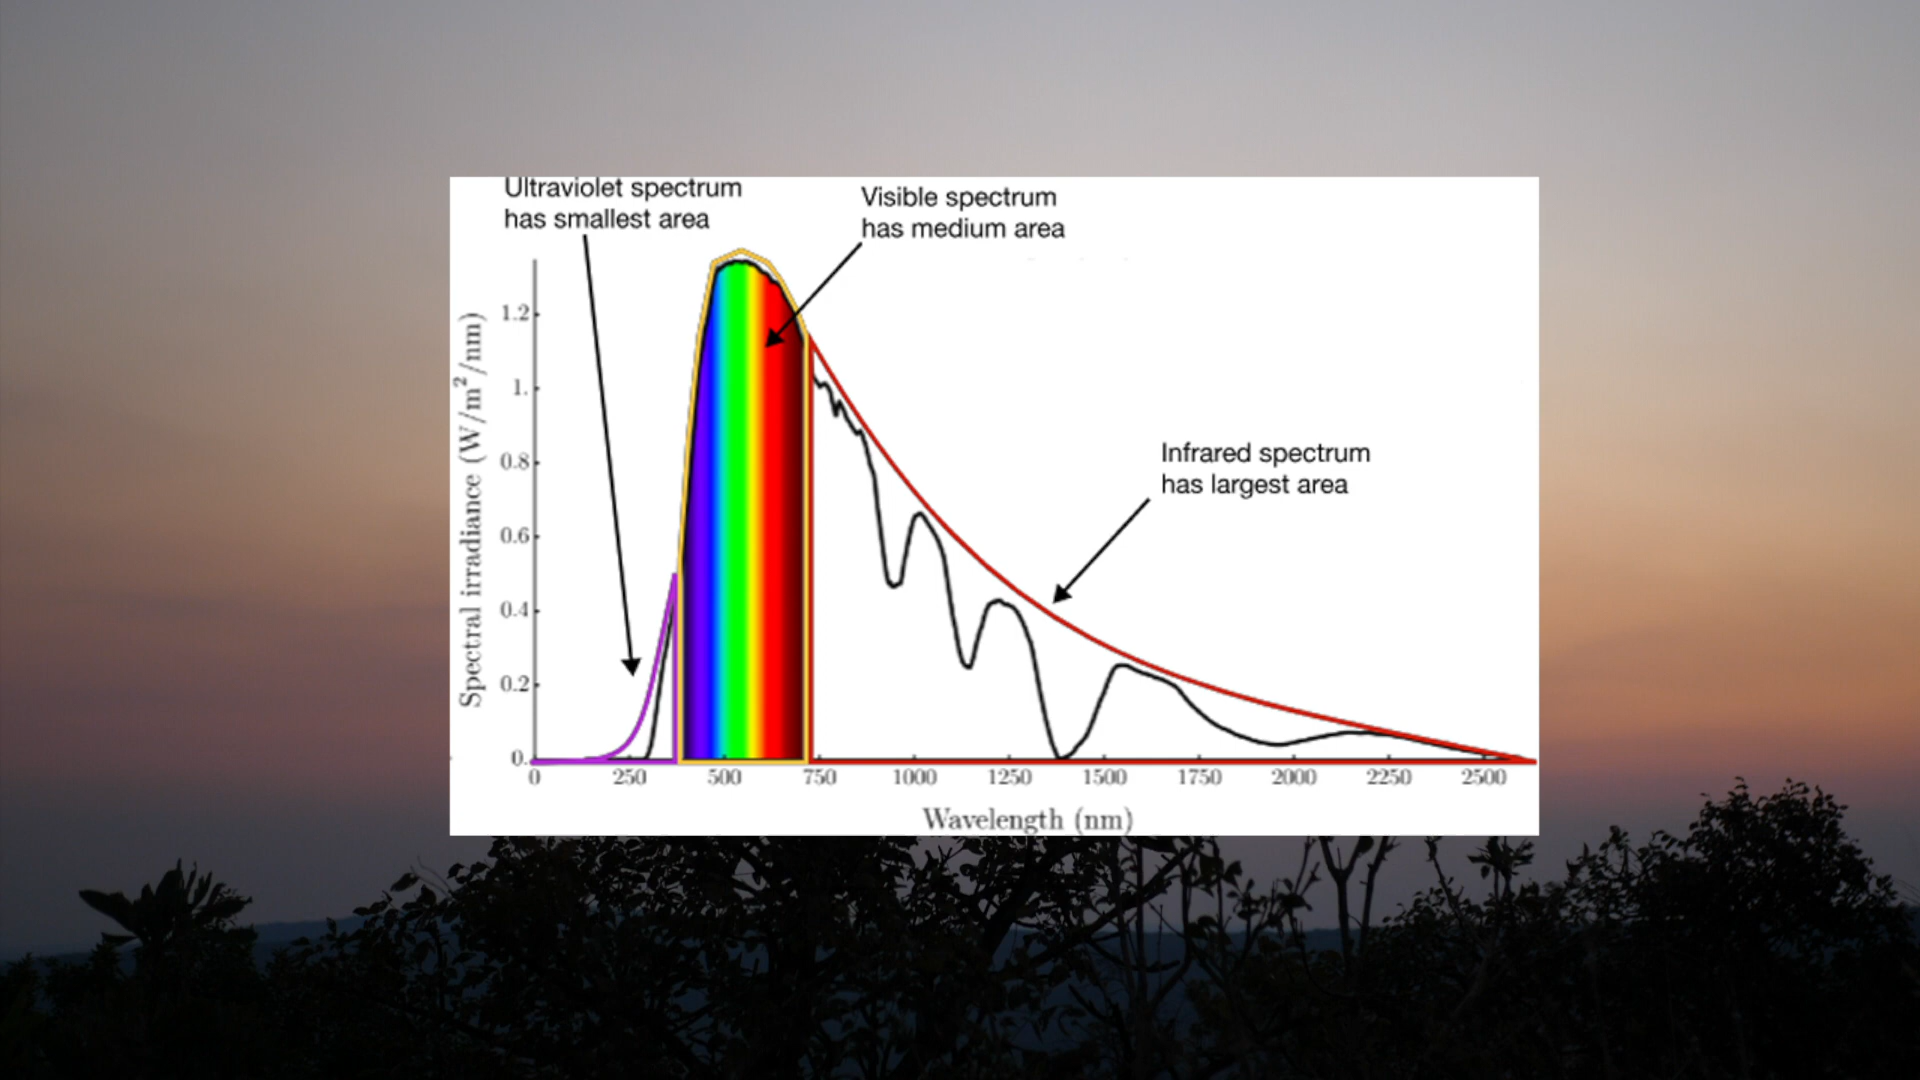 Ultraviolet spectrum
has smallest area
Visible spectrum
has medium area
Infrared spectrum
has largest area
Spectral irradiance (W/m²/nm)
1.2
1.
0.8
0.6
0.4
0.2
0.
0 250 500 750 1000 1250 1500 1750 2000 2250 2500
Wavelength (nm)